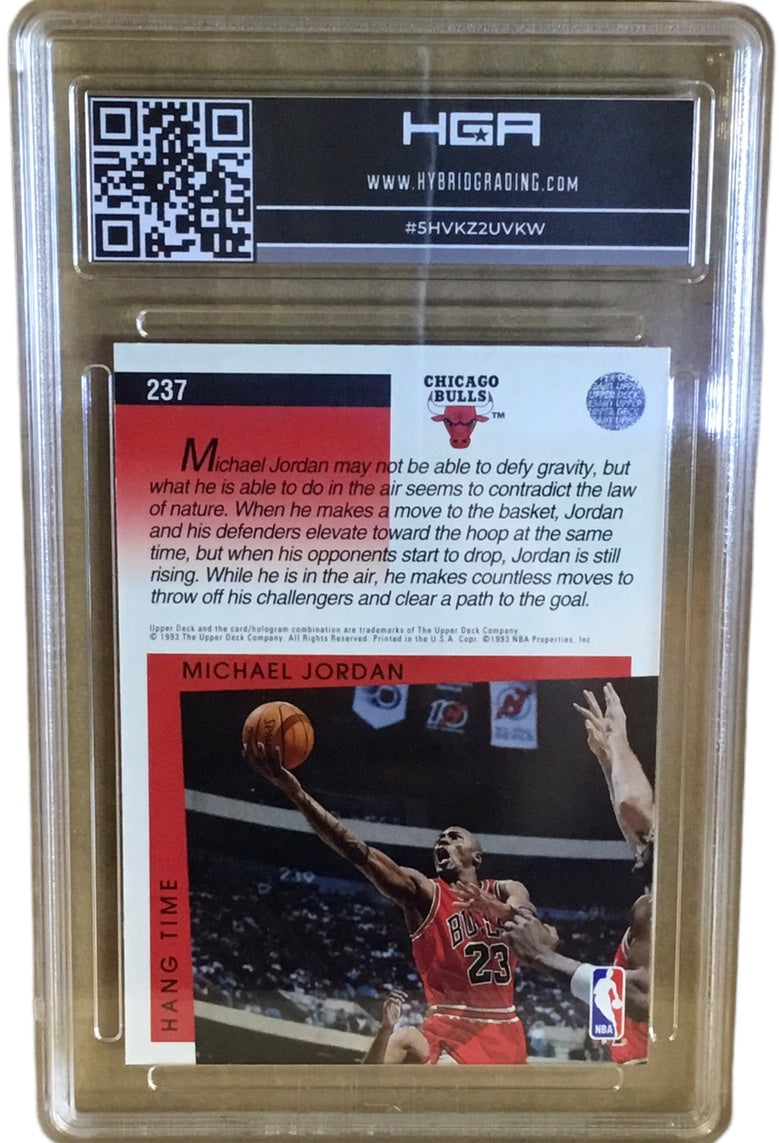 HGA
WWW.HYBRIDGRADING.COM
#5HVKZ2UVKW
237
CHICAGO
BULLS
TM
UPPER DECK
Michael Jordan may not be able to defy gravity, but
what he is able to do in the air seems to contradict the law
of nature. When he makes a move to the basket, Jordan
and his defenders elevate toward the hoop at the same
time, but when his opponents start to drop, Jordan is still
rising. While he is in the air, he makes countless moves to
throw off his challengers and clear a path to the goal.
Upper Deck and the card/hologram combination are trademarks of The Upper Deck Company.
© 1993 The Upper Deck Company. All Rights Reserved. Printed in the U.S.A. Copr. ©1993 NBA Properties, Inc
MICHAEL JORDAN
HANG TIME
BULLS
23
NBA